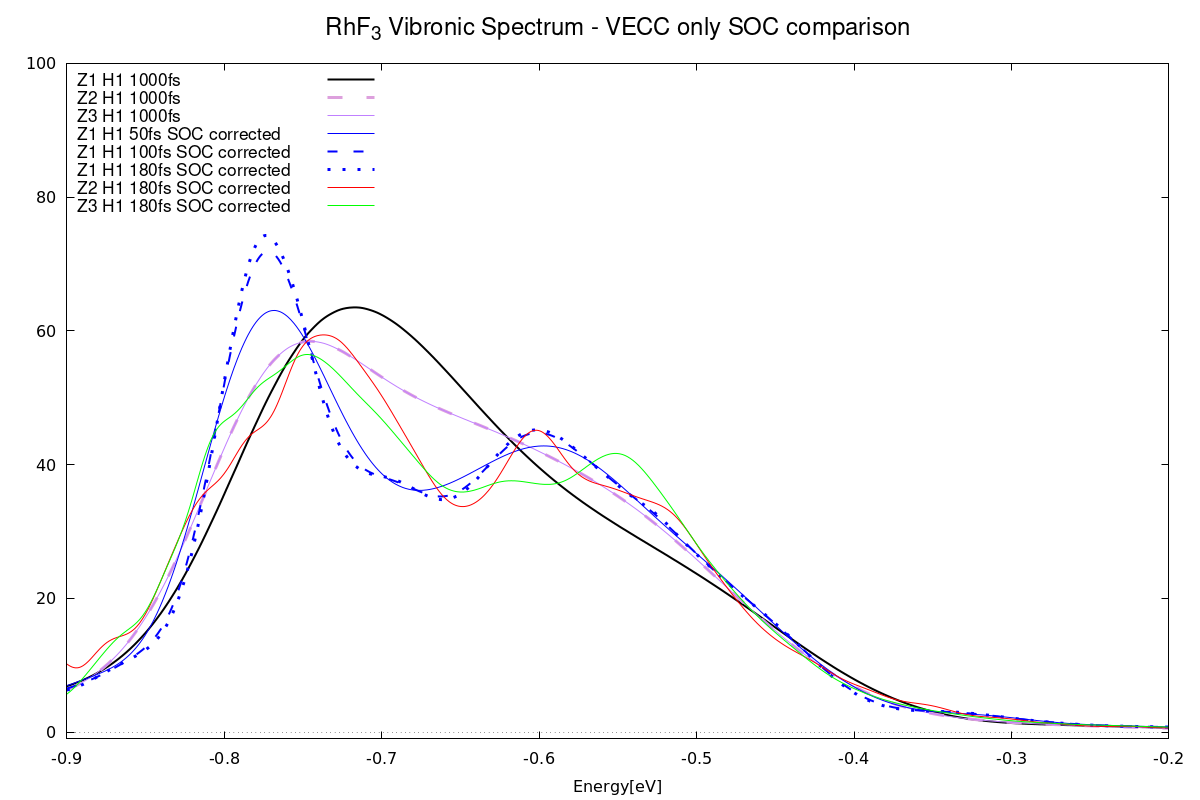 RhF3 Vibronic Spectrum - VECC only SOC comparison
100
80
60
40
20
0
Z1 H1 1000fs
Z2 H1 1000fs
Z3 H1 1000fs
Z1 H1 50fs SOC corrected
Z1 H1 100fs SOC corrected
Z1 H1 180fs SOC corrected
Z2 H1 180fs SOC corrected
Z3 H1 180fs SOC corrected
-0.9 -0.8 -0.7 -0.6 -0.5 -0.4 -0.3 -0.2
Energy[eV]